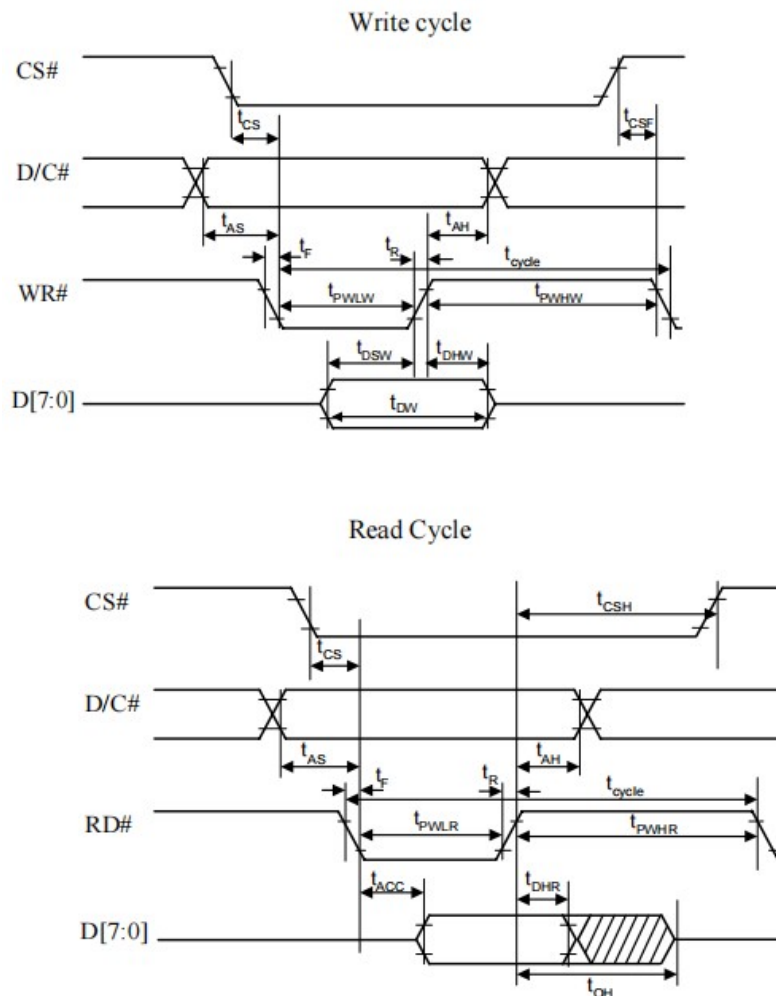 Write cycle
CS#
tCS
tCSF
D/C#
tAS
tF
tR
tAH
tcycle
WR#
tPWLW
tPWHW
tDSW
tDHW
D[7:0]
tDW
Read Cycle
CS#
tCSH
tCS
D/C#
tAS
tF
tR
tAH
tcycle
RD#
tPWLR
tPWHR
tACC
tDHR
D[7:0]
tOH